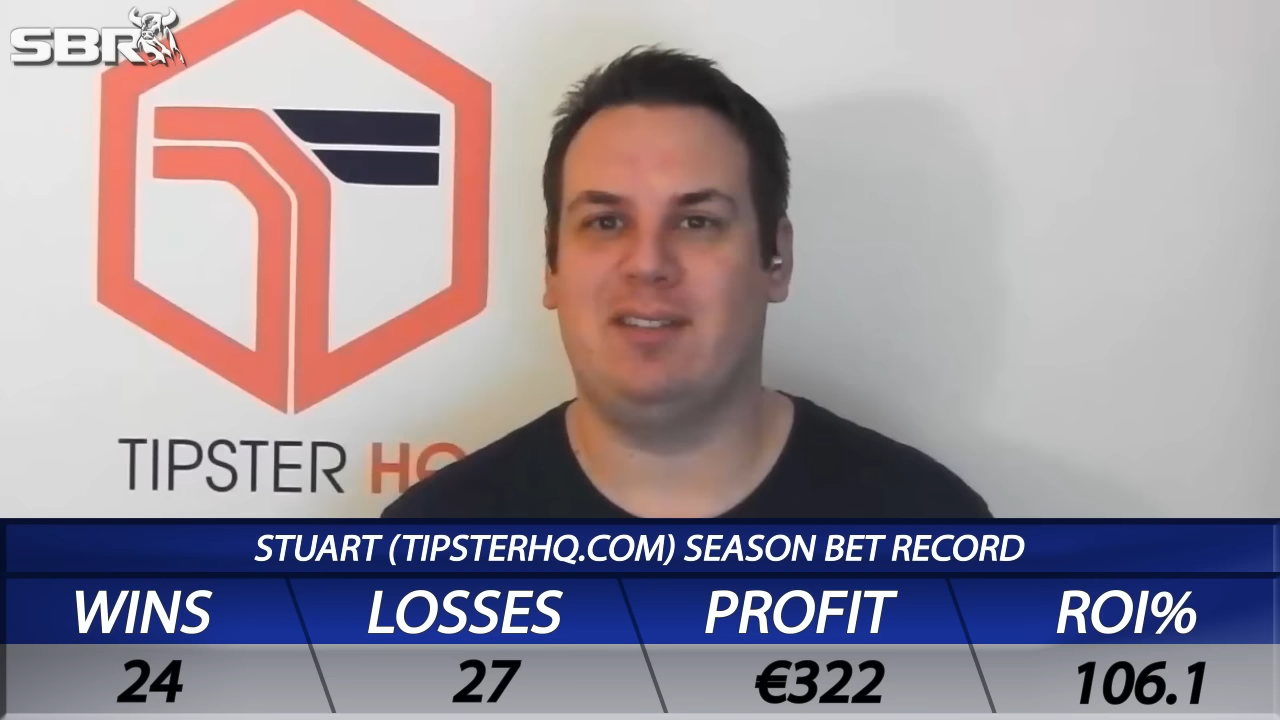 SBR
TIPSTER HQ
STUART (TIPSTERHQ.COM) SEASON BET RECORD
WINS LOSSES PROFIT ROI%
24 27 €322 106.1